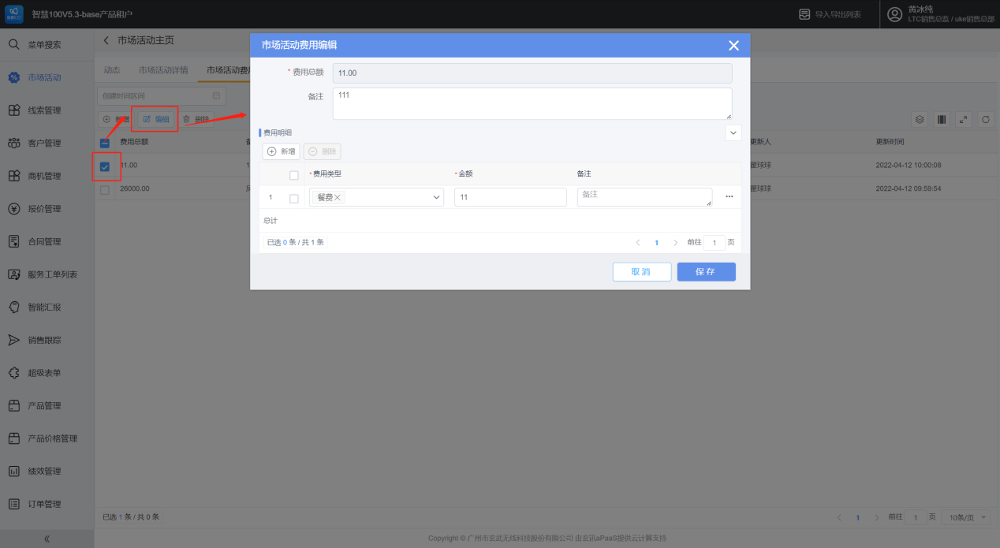 智慧100V5.3-base产品租户
导入导出列表
黄冰纯
LTC销售总监 / uke销售总部
菜单搜索
市场活动
线索管理
客户管理
商机管理
报价管理
合同管理
服务工单列表
智能汇报
销售跟踪
超级表单
产品管理
产品价格管理
绩效管理
订单管理
市场活动主页
动态
市场活动详情
市场活动费
创建时间区间
新增
编辑
删除
费用总额
更新人
更新时间
11.00
星球球
2022-04-12 10:00:08
26000.00
星球球
2022-04-12 09:59:54
市场活动费用编辑
* 费用总额
11.00
备注
111
费用明细
新增
删除
* 费用类型
* 金额
备注
1
餐费
11
备注
总计
已选 0 条 / 共 1 条
1
前往 1 页
取 消
保 存
已选 1 条 / 共 0 条
1
前往 1 页
10条/页
Copyright © 广州市玄武无线科技股份有限公司 由玄讯aPaaS提供云计算支持